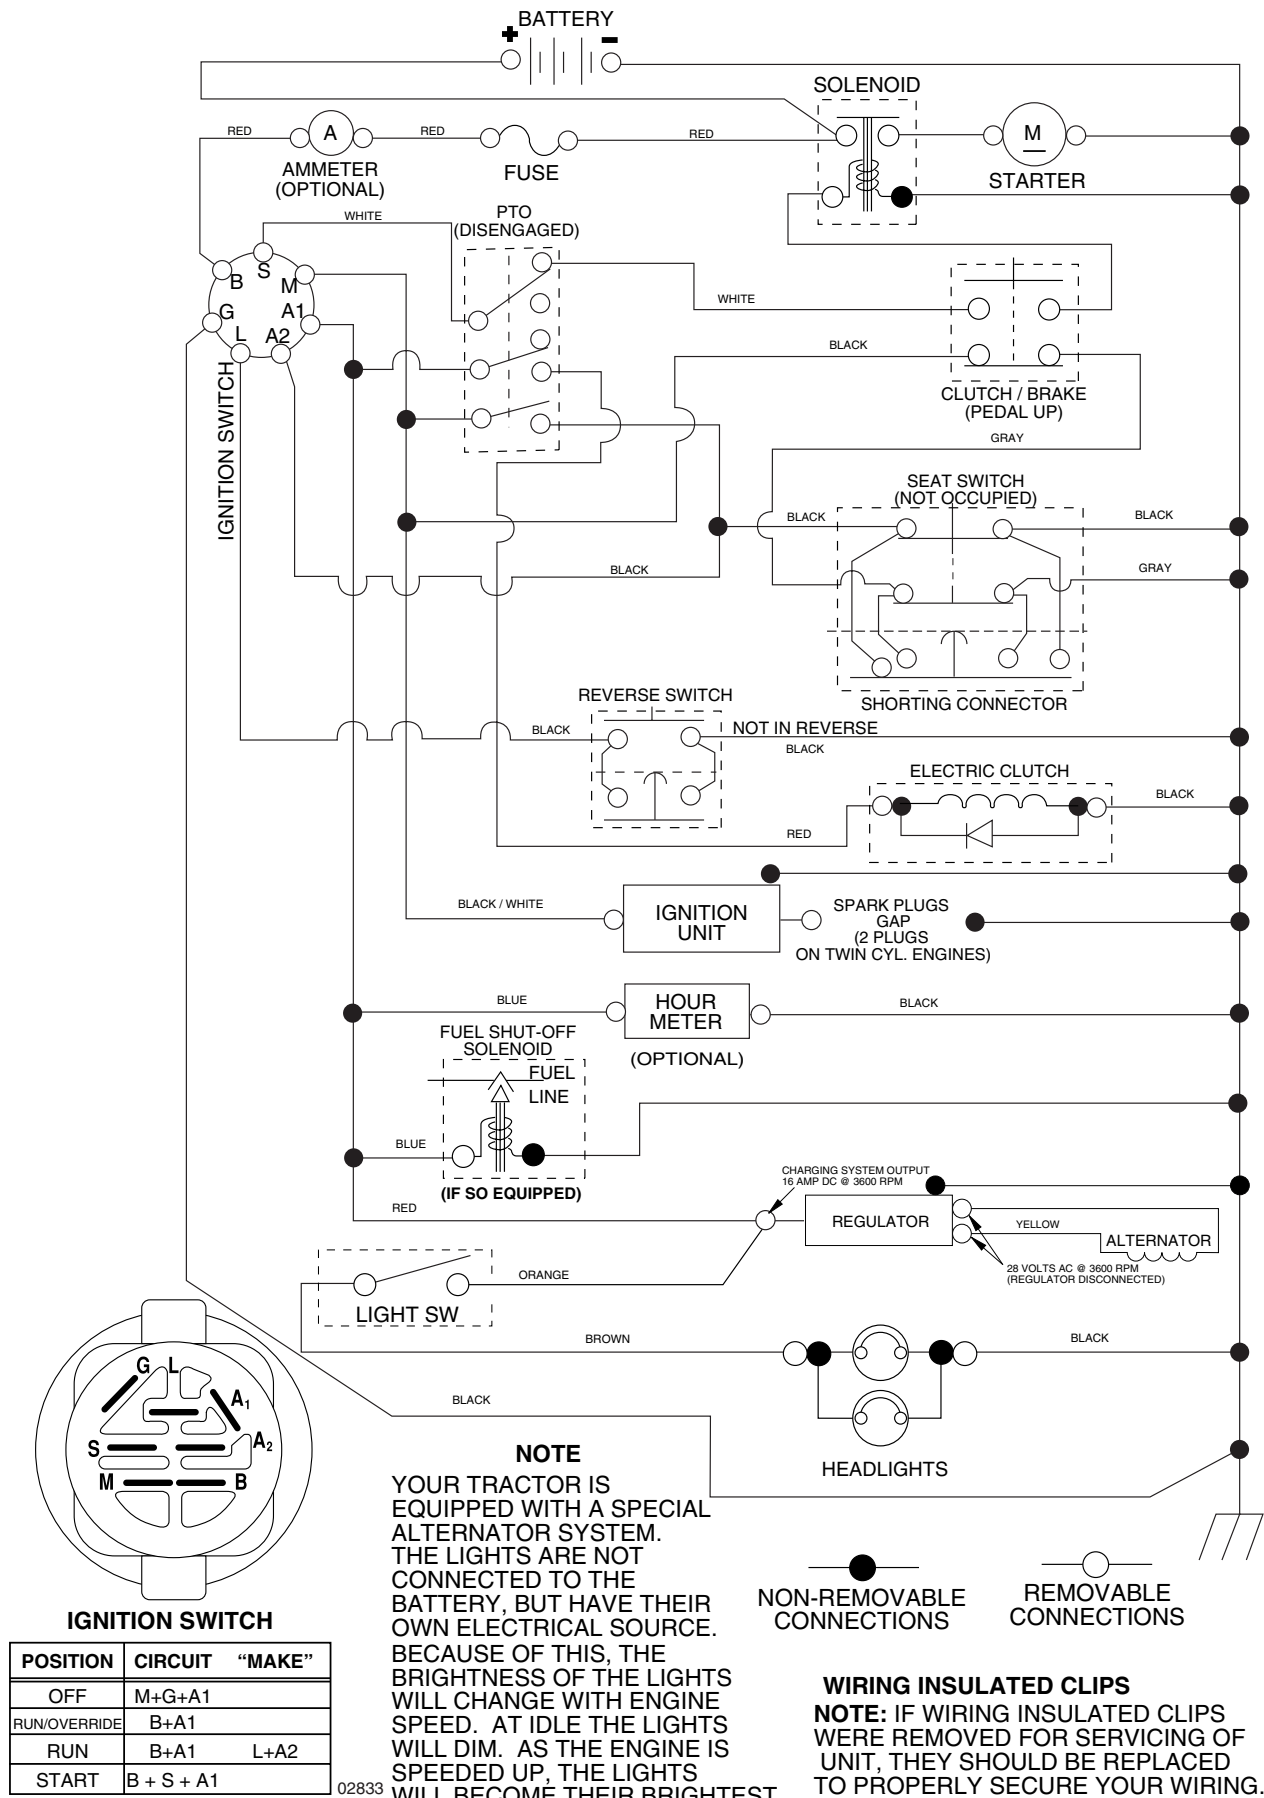 BATTERY
+
-
SOLENOID
RED
A
RED
RED
M
AMMETER
(OPTIONAL)
FUSE
STARTER
WHITE
PTO
(DISENGAGED)
B
S
M
G
A1
L
A2
IGNITION SWITCH
WHITE
BLACK
CLUTCH / BRAKE
(PEDAL UP)
GRAY
SEAT SWITCH
(NOT OCCUPIED)
BLACK
BLACK
BLACK
GRAY
SHORTING CONNECTOR
REVERSE SWITCH
BLACK
NOT IN REVERSE
BLACK
ELECTRIC CLUTCH
BLACK
RED
BLACK / WHITE
IGNITION
UNIT
SPARK PLUGS
GAP
(2 PLUGS
ON TWIN CYL. ENGINES)
BLUE
HOUR
METER
BLACK
(OPTIONAL)
FUEL SHUT-OFF
SOLENOID
FUEL
LINE
BLUE
(IF SO EQUIPPED)
CHARGING SYSTEM OUTPUT
16 AMP DC @ 3600 RPM
RED
REGULATOR
YELLOW
ALTERNATOR
28 VOLTS AC @ 3600 RPM
(REGULATOR DISCONNECTED)
ORANGE
LIGHT SW
BROWN
BLACK
BLACK
HEADLIGHTS
G
L
A1
S
A2
M
B
IGNITION SWITCH
POSITION CIRCUIT "MAKE"
OFF M+G+A1
RUN/OVERRIDE B+A1
RUN B+A1 L+A2
START B + S + A1
02833
NOTE
YOUR TRACTOR IS
EQUIPPED WITH A SPECIAL
ALTERNATOR SYSTEM.
THE LIGHTS ARE NOT
CONNECTED TO THE
BATTERY, BUT HAVE THEIR
OWN ELECTRICAL SOURCE.
BECAUSE OF THIS, THE
BRIGHTNESS OF THE LIGHTS
WILL CHANGE WITH ENGINE
SPEED. AT IDLE THE LIGHTS
WILL DIM. AS THE ENGINE IS
SPEEDED UP, THE LIGHTS
WILL BECOME THEIR BRIGHTEST
NON-REMOVABLE
CONNECTIONS
REMOVABLE
CONNECTIONS
WIRING INSULATED CLIPS
NOTE: IF WIRING INSULATED CLIPS
WERE REMOVED FOR SERVICING OF
UNIT, THEY SHOULD BE REPLACED
TO PROPERLY SECURE YOUR WIRING.